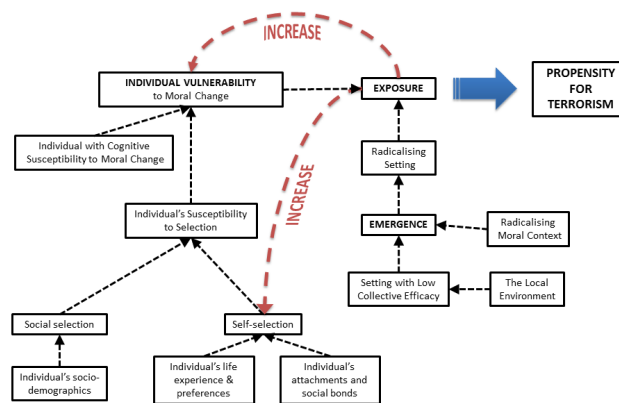 INCREASE
INDIVIDUAL VULNERABILITY
to Moral Change
EXPOSURE
PROPENSITY
FOR
TERRORISM
Individual with Cognitive
Susceptibility to Moral Change
Radicalising
Setting
INCREASE
Individual's Susceptibility
to Selection
EMERGENCE
Radicalising
Moral Context
Setting with Low
Collective Efficacy
The Local
Environment
Social selection
Self-selection
Individual's socio-
demographics
Individual's life
experience &
preferences
Individual's
attachments and
social bonds